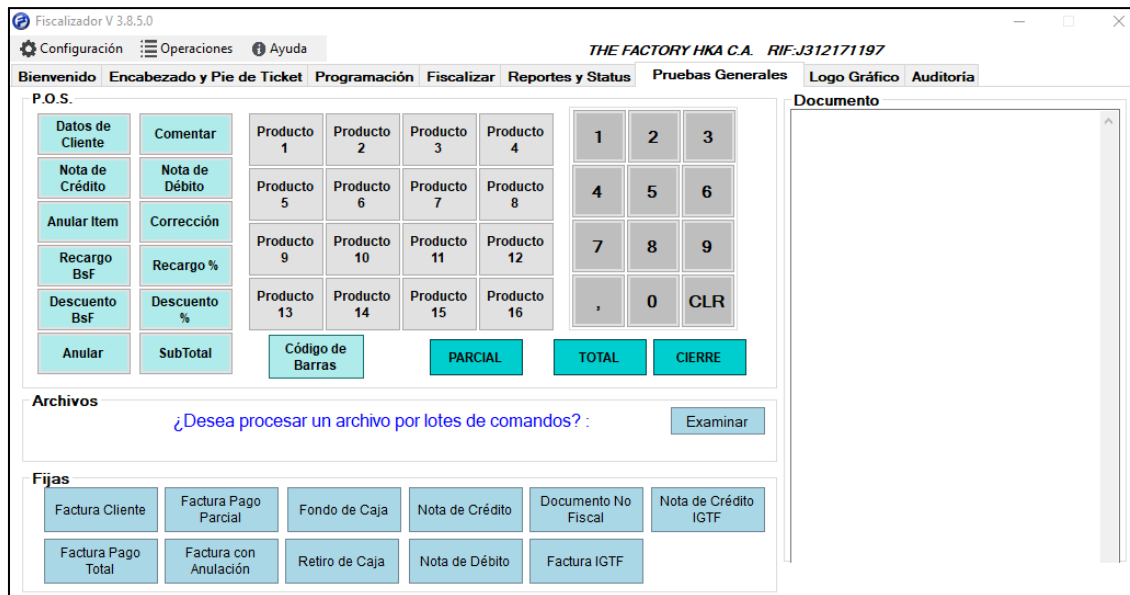 Fiscalizador V 3.8.5.0
Configuración Operaciones Ayuda
THE FACTORY HKA C.A. RIF:J312171197
Bienvenido Encabezado y Pie de Ticket Programación Fiscalizar Reportes y Status Pruebas Generales Logo Gráfico Auditoría
P.O.S.
Datos de Cliente
Comentar
Nota de Crédito
Nota de Débito
Anular Item
Corrección
Recargo BsF
Recargo %
Descuento BsF
Descuento %
Anular
SubTotal
Producto 1
Producto 2
Producto 3
Producto 4
Producto 5
Producto 6
Producto 7
Producto 8
Producto 9
Producto 10
Producto 11
Producto 12
Producto 13
Producto 14
Producto 15
Producto 16
1 2 3
4 5 6
7 8 9
, 0 CLR
Código de Barras
PARCIAL
TOTAL
CIERRE
Documento
Archivos
¿Desea procesar un archivo por lotes de comandos? :
Examinar
Fijas
Factura Cliente
Factura Pago Parcial
Fondo de Caja
Nota de Crédito
Documento No Fiscal
Nota de Crédito IGTF
Factura Pago Total
Factura con Anulación
Retiro de Caja
Nota de Débito
Factura IGTF